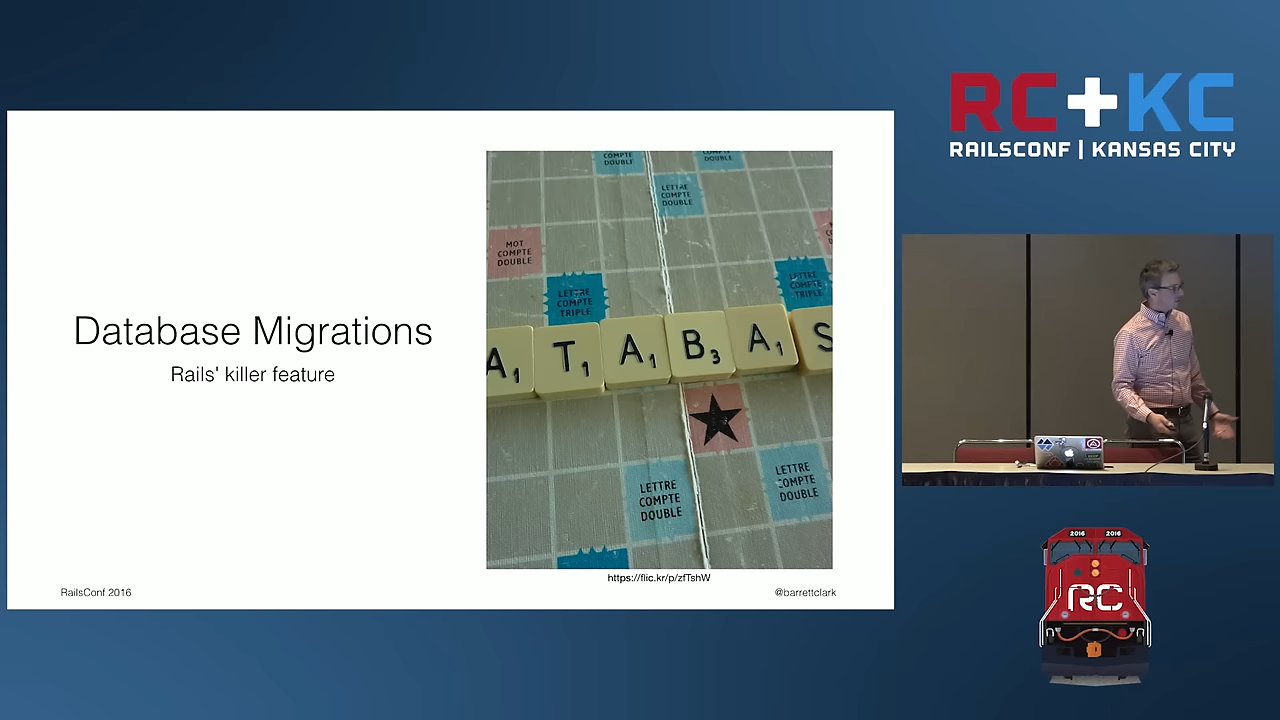 Database Migrations
Rails' killer feature
COMPTE
DOUBLE
COMPTE
DOUBLE
LETTRE
COMPTE
DOUBLE
MOT
COMPTE
DOUBLE
LETTRE
COMPTE
TRIPLE
LETTRE
COMPTE
TRIPLE
A1 T1 A1 B3 A1 S
LETTRE
COMPTE
DOUBLE
LETTRE
COMPTE
DOUBLE
https://flic.kr/p/zfTshW
RailsConf 2016
@barrettclark
RC+KC
RAILSCONF | KANSAS CITY
2016 2016
RC